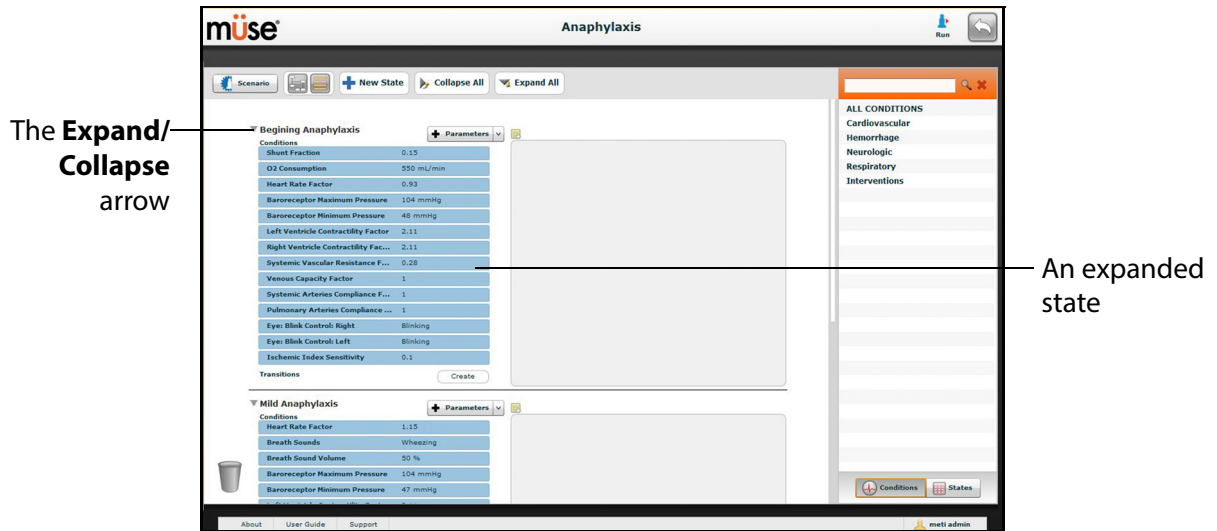 müse
Anaphylaxis
Run
Scenario
New State
Collapse All
Expand All
The Expand/
Collapse
arrow
Begining Anaphylaxis
Parameters
Conditions
Shunt Fraction 0.15
O2 Consumption 550 mL/min
Heart Rate Factor 0.93
Baroreceptor Maximum Pressure 104 mmHg
Baroreceptor Minimum Pressure 48 mmHg
Left Ventricle Contractility Factor 2.11
Right Ventricle Contractility Fac... 2.11
Systemic Vascular Resistance F... 0.28
Venous Capacity Factor 1
Systemic Arteries Compliance F... 1
Pulmonary Arteries Compliance ... 1
Eye: Blink Control: Right Blinking
Eye: Blink Control: Left Blinking
Ischemic Index Sensitivity 0.1
Transitions
Create
Mild Anaphylaxis
Parameters
Conditions
Heart Rate Factor 1.15
Breath Sounds Wheezing
Breath Sound Volume 50 %
Baroreceptor Maximum Pressure 104 mmHg
Baroreceptor Minimum Pressure 47 mmHg
ALL CONDITIONS
Cardiovascular
Hemorrhage
Neurologic
Respiratory
Interventions
An expanded
state
Conditions
States
About
User Guide
Support
meti admin